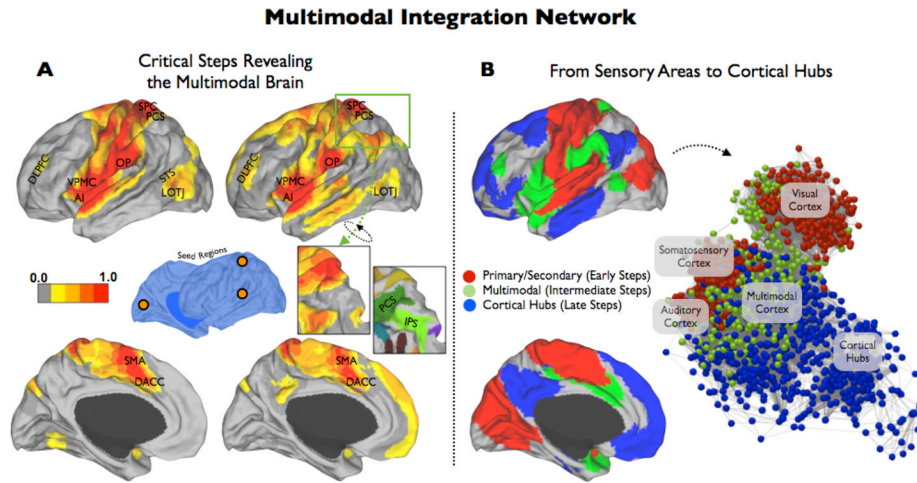 Multimodal Integration Network
A
Critical Steps Revealing
the Multimodal Brain
SPC
PCS
DLPFC
OP
VPMC
AI
STS
LOTJ
SPC
PCS
DLPFC
OP
VPMC
AI
LOTJ
Seed Regions
0.0
1.0
PCS
IPS
SMA
DACC
SMA
DACC
B
From Sensory Areas to Cortical Hubs
Primary/Secondary (Early Steps)
Multimodal (Intermediate Steps)
Cortical Hubs (Late Steps)
Visual
Cortex
Somatosensory
Cortex
Auditory
Cortex
Multimodal
Cortex
Cortical
Hubs